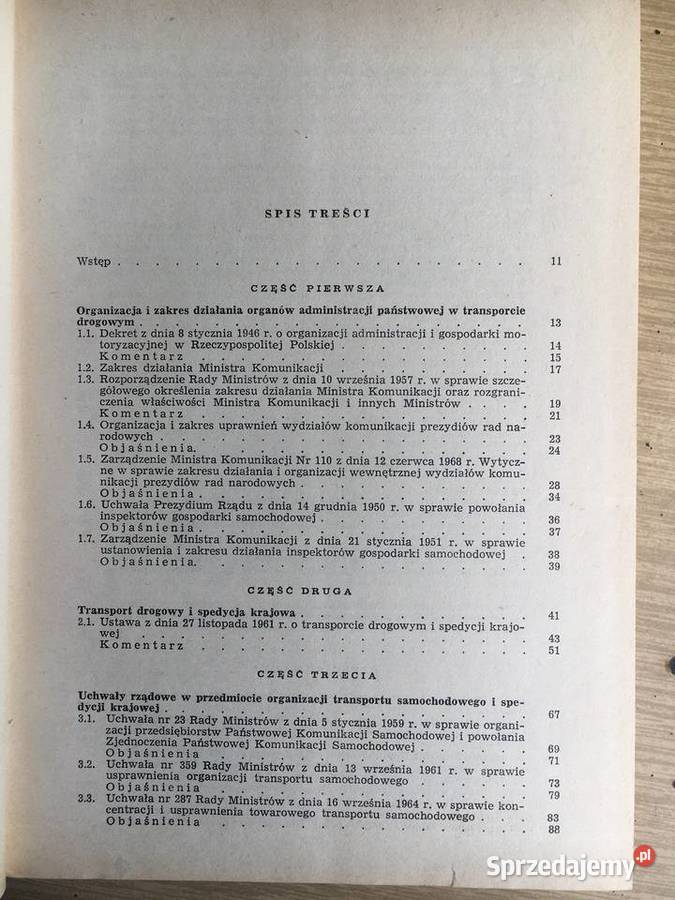 SPIS TREŚCI
Wstęp . . . . . . . . . . . . . . . . . . . . 11
CZĘŚĆ PIERWSZA
Organizacja i zakres działania organów administracji państwowej w transporcie
drogowym . . . . . . . . . . . . . . . . . . 13
1.1. Dekret z dnia 8 stycznia 1946 r. o organizacji administracji i gospodarki mo-
toryzacyjnej w Rzeczypospolitej Polskiej . . . . . . . . 14
Komentarz . . . . . . . . . . . . . . . 15
1.2. Zakres działania Ministra Komunikacji . . . . . . . . 17
1.3. Rozporządzenie Rady Ministrów z dnia 10 września 1957 r. w sprawie szcze-
gółowego określenia zakresu działania Ministra Komunikacji oraz rozgrani-
czenia właściwości Ministra Komunikacji i innych Ministrów . . . . 19
Komentarz . . . . . . . . . . . . . . . 21
1.4. Organizacja i zakres uprawnień wydziałów komunikacji prezydiów rad na-
rodowych . . . . . . . . . . . . . . . . 23
Objaśnienia. . . . . . . . . . . . . . . 24
1.5. Zarządzenie Ministra Komunikacji Nr 110 z dnia 12 czerwca 1968 r. Wytycz-
ne w sprawie zakresu działania i organizacji wewnętrznej wydziałów komu-
nikacji prezydiów rad narodowych . . . . . . . . . . 28
Objaśnienia . . . . . . . . . . . . . . . 34
1.6. Uchwała Prezydium Rządu z dnia 14 grudnia 1950 r. w sprawie powołania
inspektorów gospodarki samochodowej . . . . . . . . . 36
Objaśnienia . . . . . . . . . . . . . . . 37
1.7. Zarządzenie Ministra Komunikacji z dnia 21 stycznia 1951 r. w sprawie
ustanowienia i zakresu działania inspektorów gospodarki samochodowej . 38
Objaśnienia. . . . . . . . . . . . . . . 39
CZĘŚĆ DRUGA
Transport drogowy i spedycja krajowa . . . . . . . . . . 41
2.1. Ustawa z dnia 27 listopada 1961 r. o transporcie drogowym i spedycji krajo-
wej . . . . . . . . . . . . . . . . . 43
Komentarz . . . . . . . . . . . . . . . 51
CZĘŚĆ TRZECIA
Uchwały rządowe w przedmiocie organizacji transportu samochodowego i spe-
dycji krajowej . . . . . . . . . . . . . . . . 67
3.1. Uchwała nr 23 Rady Ministrów z dnia 5 stycznia 1959 r. w sprawie organi-
zacji przedsiębiorstw Państwowej Komunikacji Samochodowej i powołania
Zjednoczenia Państwowej Komunikacji Samochodowej . . . . . 69
Objaśnienia . . . . . . . . . . . . . . . 71
3.2. Uchwała nr 359 Rady Ministrów z dnia 13 września 1961 r. w sprawie
usprawnienia organizacji transportu samochodowego . . . . . 73
Objaśnienia . . . . . . . . . . . . . . . 79
3.3. Uchwała nr 287 Rady Ministrów z dnia 16 września 1964 r. w sprawie kon-
centracji i usprawnienia towarowego transportu samochodowego . . . 83
Objaśnienia . . . . . . . . . . . . . . . 88
Sprzedajemy.pl